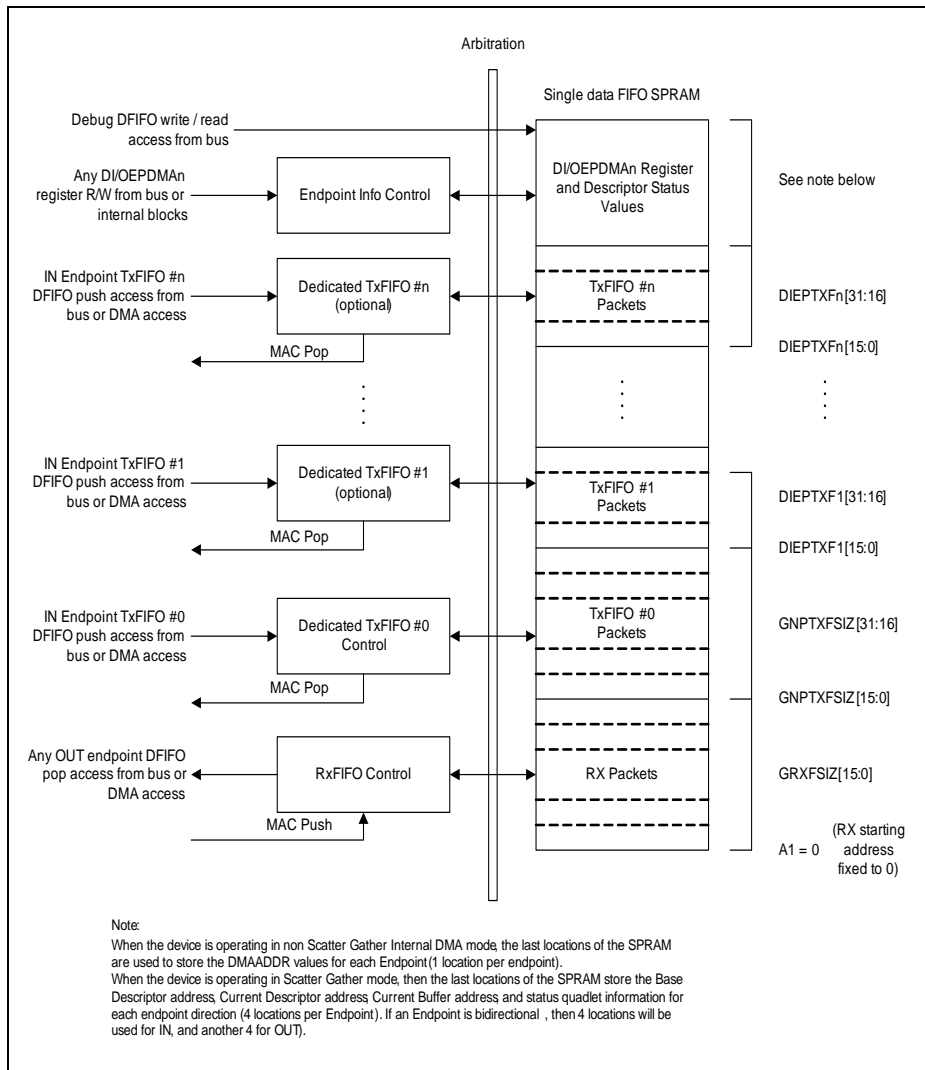 Arbitration
Single data FIFO SPRAM
Debug DFIFO write / read
access from bus
Any DI/OEPDMAn
register R/W from bus or
internal blocks
Endpoint Info Control
DI/OEPDMAn Register
and Descriptor Status
Values
See note below
IN Endpoint TxFIFO #n
DFIFO push access from
bus or DMA access
Dedicated TxFIFO #n
(optional)
TxFIFO #n
Packets
DIEPTXFn[31:16]
MAC Pop
DIEPTXFn[15:0]
IN Endpoint TxFIFO #1
DFIFO push access from
bus or DMA access
Dedicated TxFIFO #1
(optional)
TxFIFO #1
Packets
DIEPTXF1[31:16]
MAC Pop
DIEPTXF1[15:0]
IN Endpoint TxFIFO #0
DFIFO push access from
bus or DMA access
Dedicated TxFIFO #0
Control
TxFIFO #0
Packets
GNPTXFSIZ[31:16]
MAC Pop
GNPTXFSIZ[15:0]
Any OUT endpoint DFIFO
pop access from bus or
DMA access
RxFIFO Control
RX Packets
GRXFSIZ[15:0]
MAC Push
A1 = 0
(RX starting
address
fixed to 0)
Note:
When the device is operating in non Scatter Gather Internal DMA mode, the last locations of the SPRAM
are used to store the DMAADDR values for each Endpoint (1 location per endpoint).
When the device is operating in Scatter Gather mode, then the last locations of the SPRAM store the Base
Descriptor address, Current Descriptor address, Current Buffer address, and status quadlet information for
each endpoint direction (4 locations per Endpoint). If an Endpoint is bidirectional , then 4 locations will be
used for IN, and another 4 for OUT).